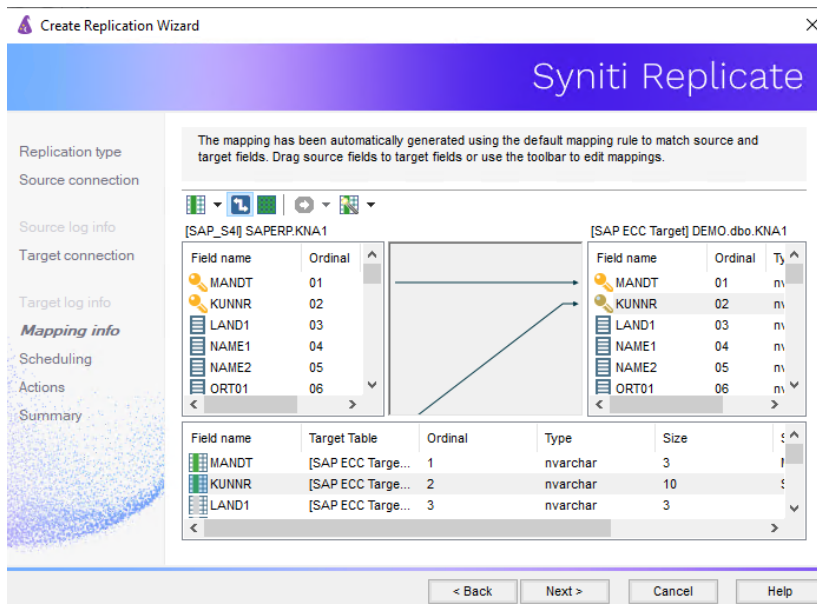 Create Replication Wizard
Syniti Replicate
Replication type
Source connection
Source log info
Target connection
Target log info
Mapping info
Scheduling
Actions
Summary
The mapping has been automatically generated using the default mapping rule to match source and
target fields. Drag source fields to target fields or use the toolbar to edit mappings.
[SAP_S4I] SAPERP.KNA1
Field name Ordinal
MANDT 01
KUNNR 02
LAND1 03
NAME1 04
NAME2 05
ORT01 06
[SAP ECC Target] DEMO.dbo.KNA1
Field name Ordinal
MANDT 01
KUNNR 02
LAND1 03
NAME1 04
NAME2 05
ORT01 06
Field name Target Table Ordinal Type Size
MANDT [SAP ECC Targe... 1 nvarchar 3
KUNNR [SAP ECC Targe... 2 nvarchar 10
LAND1 [SAP ECC Targe... 3 nvarchar 3
< Back Next > Cancel Help